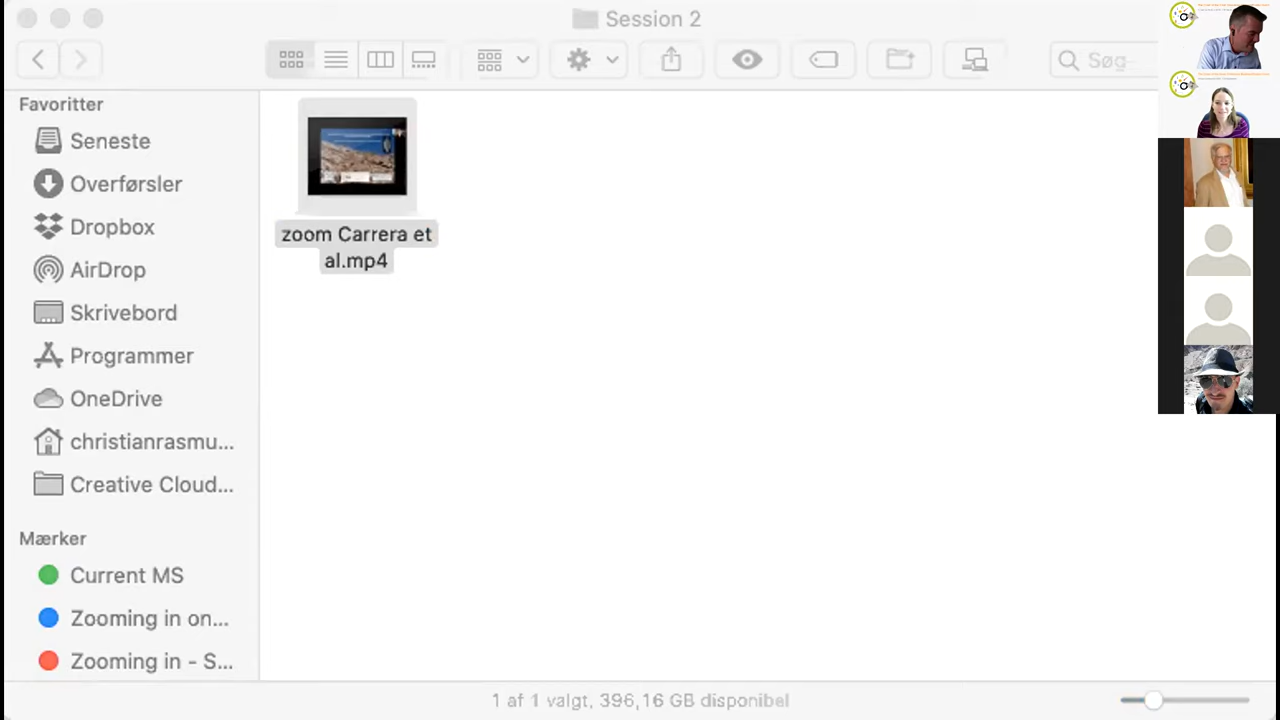 Session 2
Søg
Favoritter
Seneste
Overførsler
Dropbox
AirDrop
Skrivebord
Programmer
OneDrive
christianrasmu...
Creative Cloud...
Mærker
Current MS
Zooming in on...
Zooming in - S...
zoom Carrera et
al.mp4
1 af 1 valgt, 396,16 GB disponibel